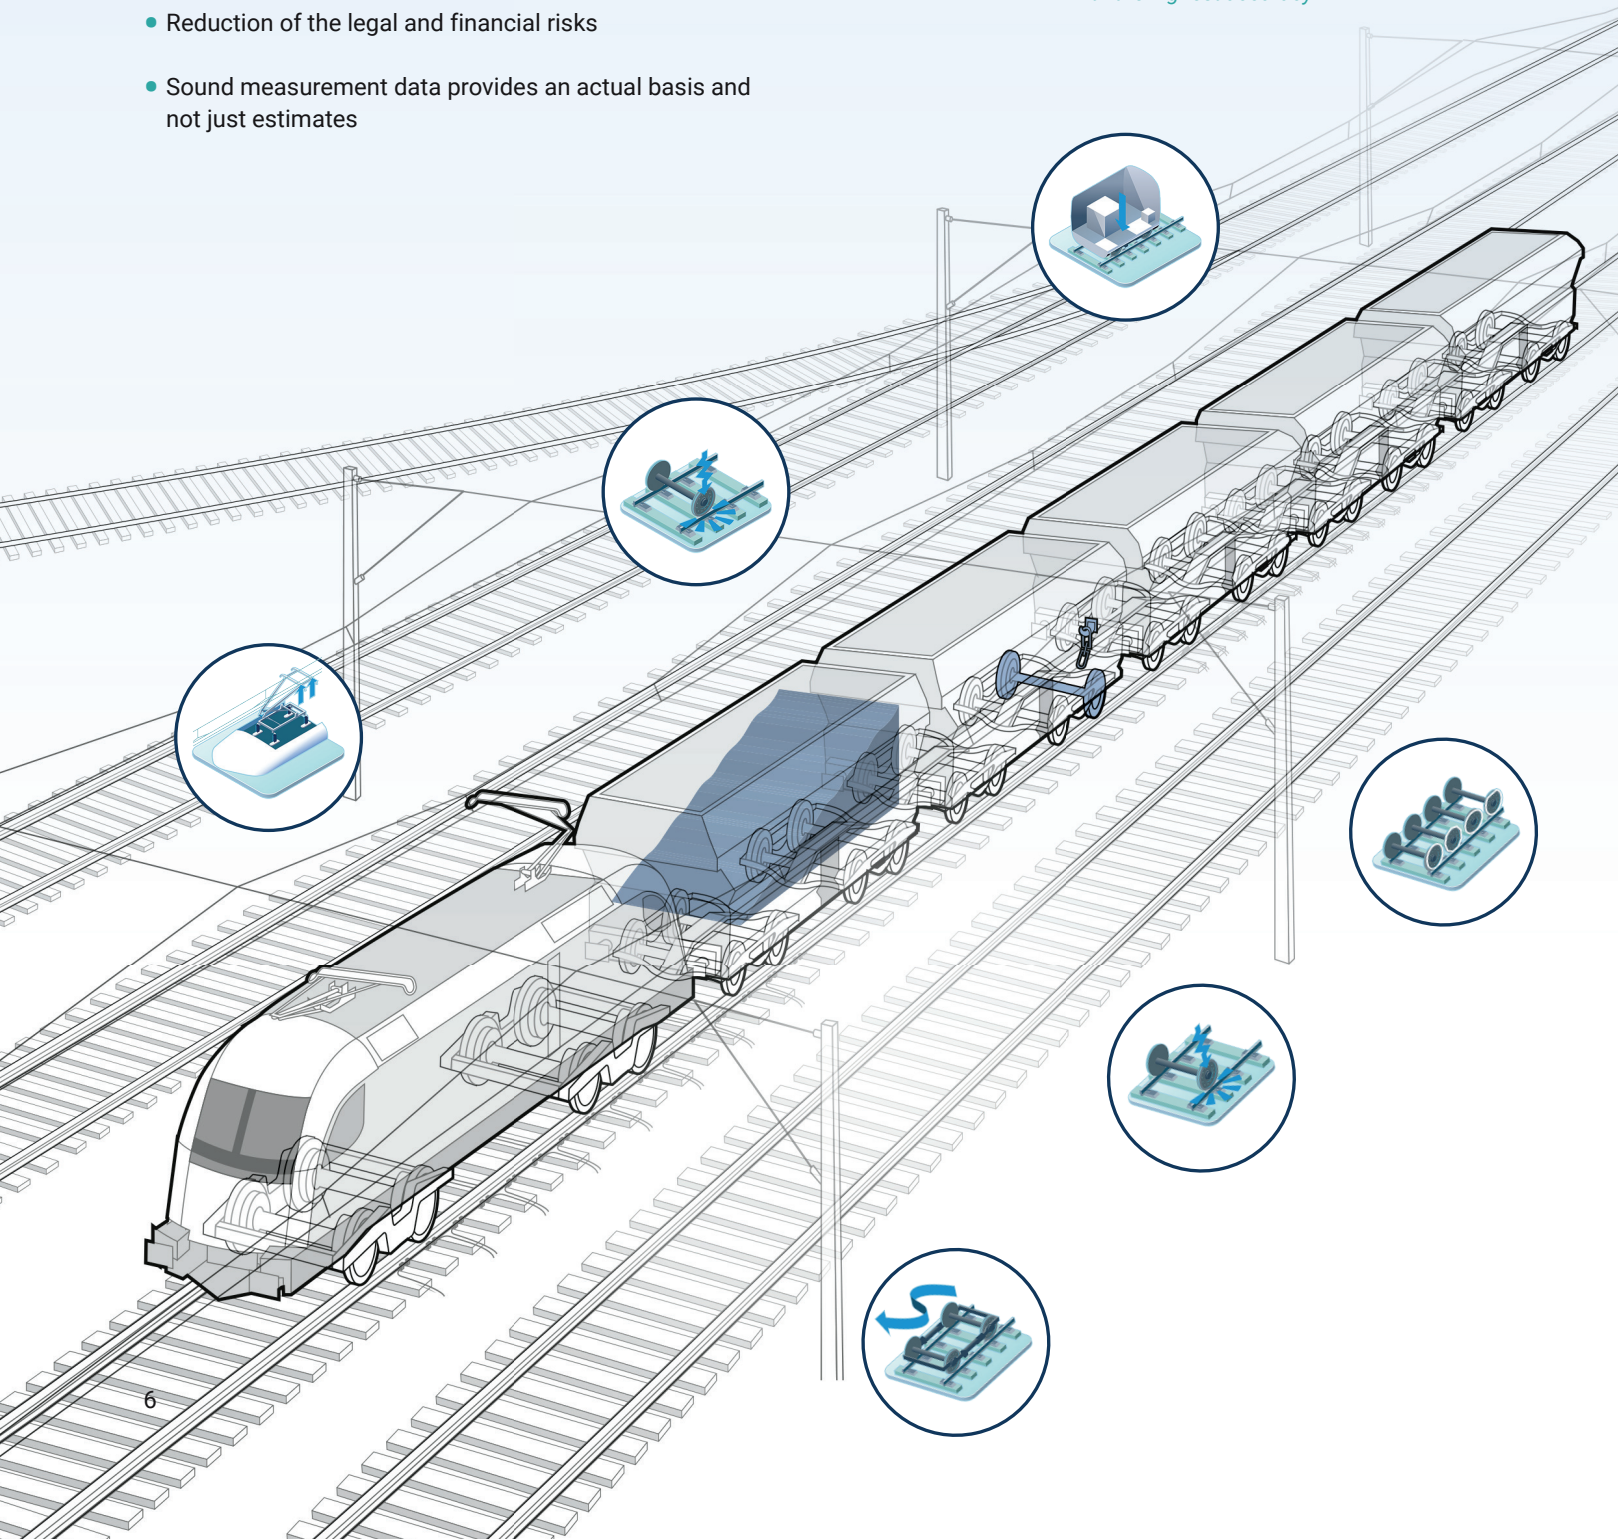 • Reduction of the legal and financial risks
• Sound measurement data provides an actual basis and
not just estimates
6